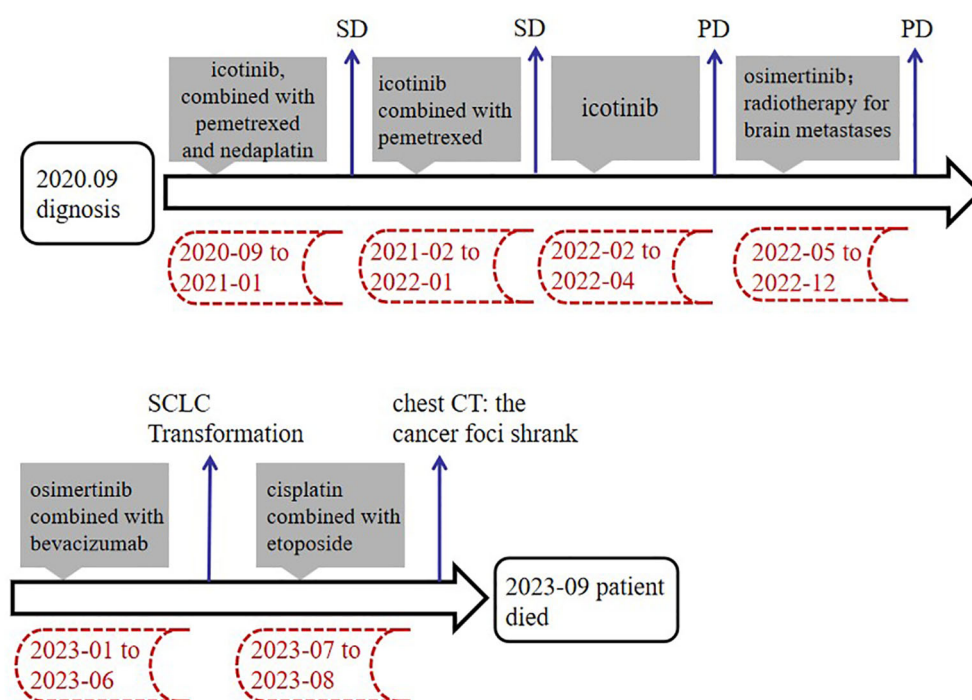 SD
SD
PD
PD
icotinib,
combined with
pemetrexed
and nedaplatin
icotinib
combined with
pemetrexed
icotinib
osimertinib；
radiotherapy for
brain metastases
2020.09
dignosis
2020-09 to
2021-01
2021-02 to
2022-01
2022-02 to
2022-04
2022-05 to
2022-12
SCLC
Transformation
chest CT: the
cancer foci shrank
osimertinib
combined with
bevacizumab
cisplatin
combined with
etoposide
2023-09 patient
died
2023-01 to
2023-06
2023-07 to
2023-08